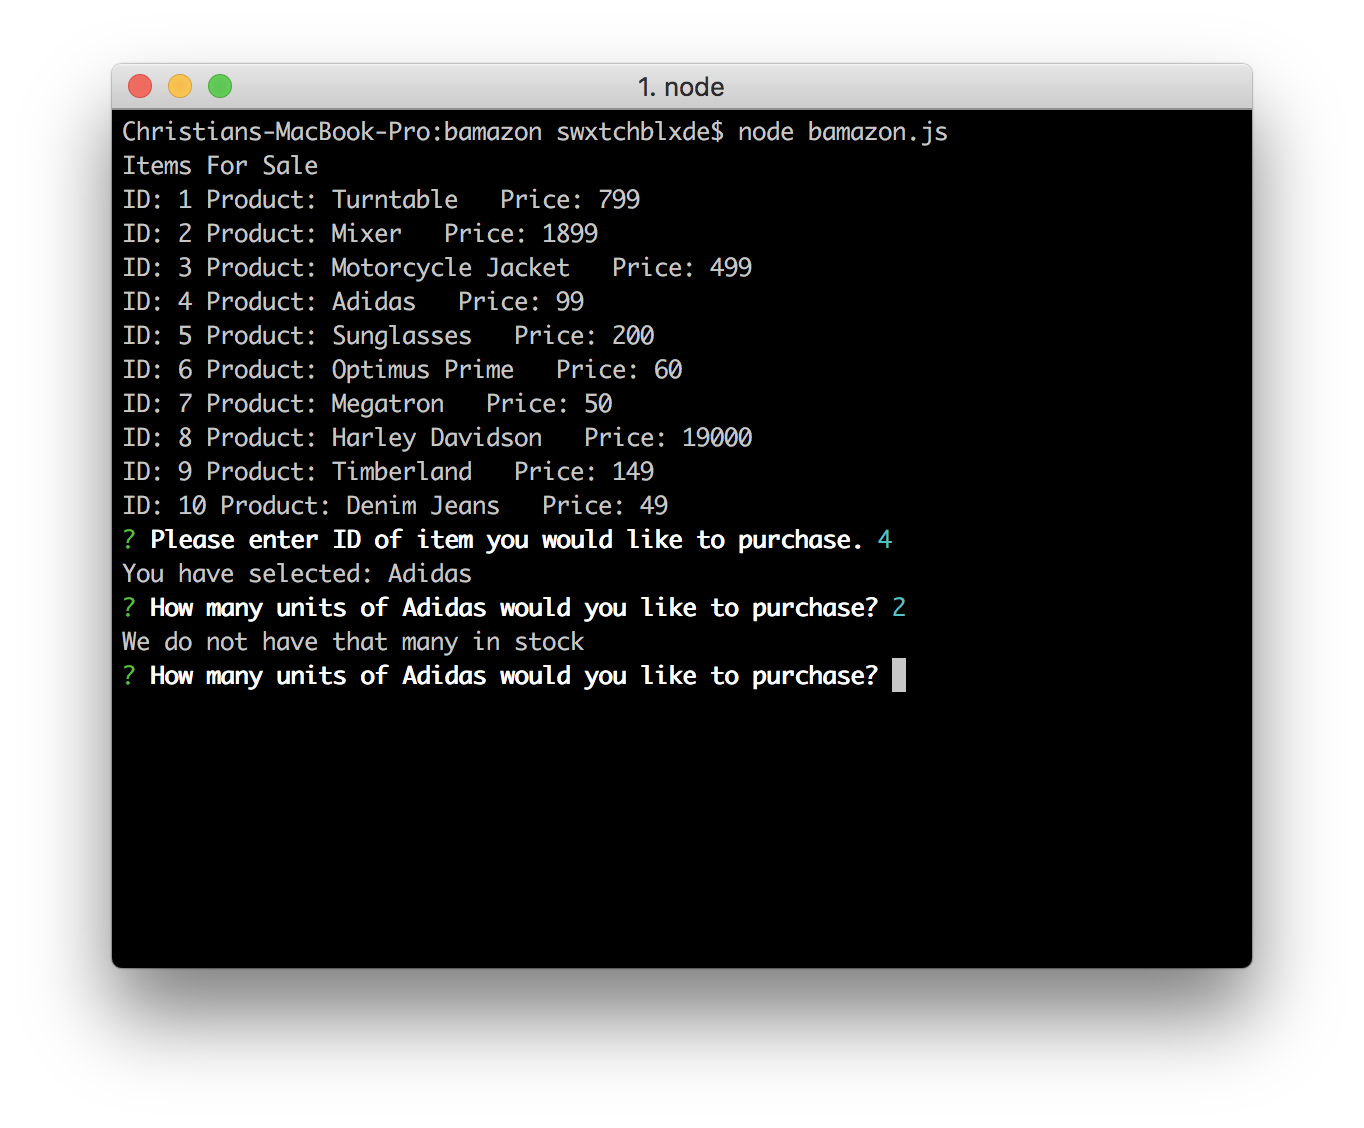 1. node
Christians-MacBook-Pro:bamazon swxtchblxde$ node bamazon.js
Items For Sale
ID: 1 Product: Turntable   Price: 799
ID: 2 Product: Mixer   Price: 1899
ID: 3 Product: Motorcycle Jacket   Price: 499
ID: 4 Product: Adidas   Price: 99
ID: 5 Product: Sunglasses   Price: 200
ID: 6 Product: Optimus Prime   Price: 60
ID: 7 Product: Megatron   Price: 50
ID: 8 Product: Harley Davidson   Price: 19000
ID: 9 Product: Timberland   Price: 149
ID: 10 Product: Denim Jeans   Price: 49
? Please enter ID of item you would like to purchase. 4
You have selected: Adidas
? How many units of Adidas would you like to purchase? 2
We do not have that many in stock
? How many units of Adidas would you like to purchase?